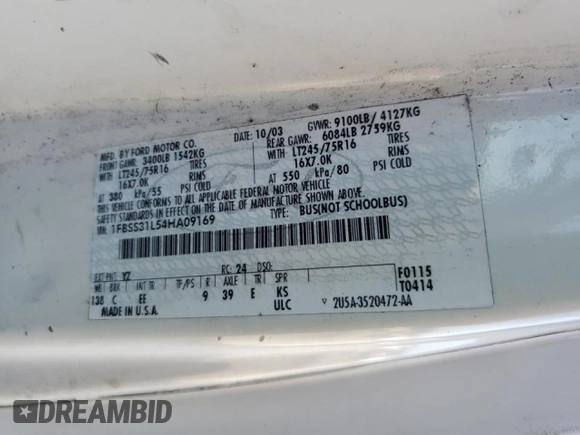 MFD. BY FORD MOTOR CO.
DATE: 10/03 GVWR: 9100LB/ 4127KG
FRONT GAWR: 3400LB 1542KG REAR GAWR: 6084LB 2759KG
WITH LT245/75R16 TIRES WITH LT245/75R16 TIRES
16X7.0K RIMS 16X7.0K RIMS
AT 380 kPa/55 PSI COLD AT 550 kPa/80 PSI COLD
THIS VEHICLE CONFORMS TO ALL APPLICABLE FEDERAL MOTOR VEHICLE
SAFETY STANDARDS IN EFFECT ON THE DATE OF MANUFACTURE SHOWN ABOVE.
VIN: 1FBSS31L54HA09169
TYPE: BUS(NOT SCHOOLBUS)
EXT PNT: YZ RC: 24 DSO:
WB BRK INT TR TP/PS R AXLE TR SPR
138 C EE 9 39 E KS
MADE IN U.S.A. ULC
F0115
T0414
2U5A-3520472-AA
DREAMBID